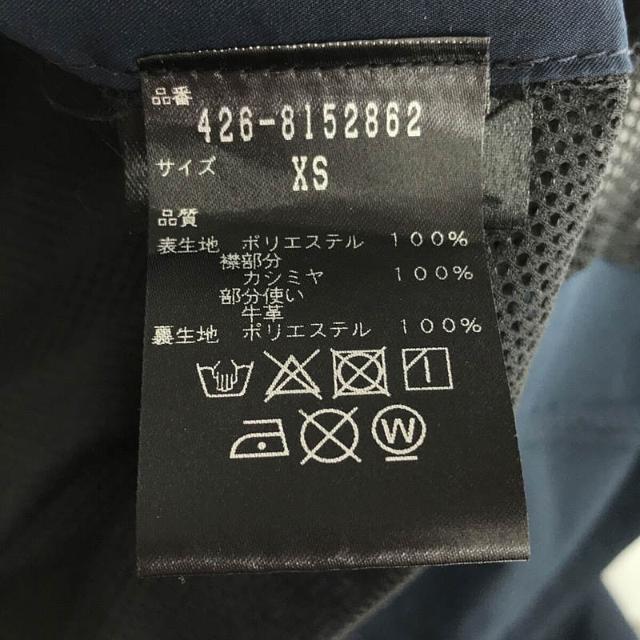 品番
426-8152862
サイズ XS
品質
表生地 ポリエステル 100%
襟部分
カシミヤ 100%
部分使い
牛革
裏生地 ポリエステル 100%
W